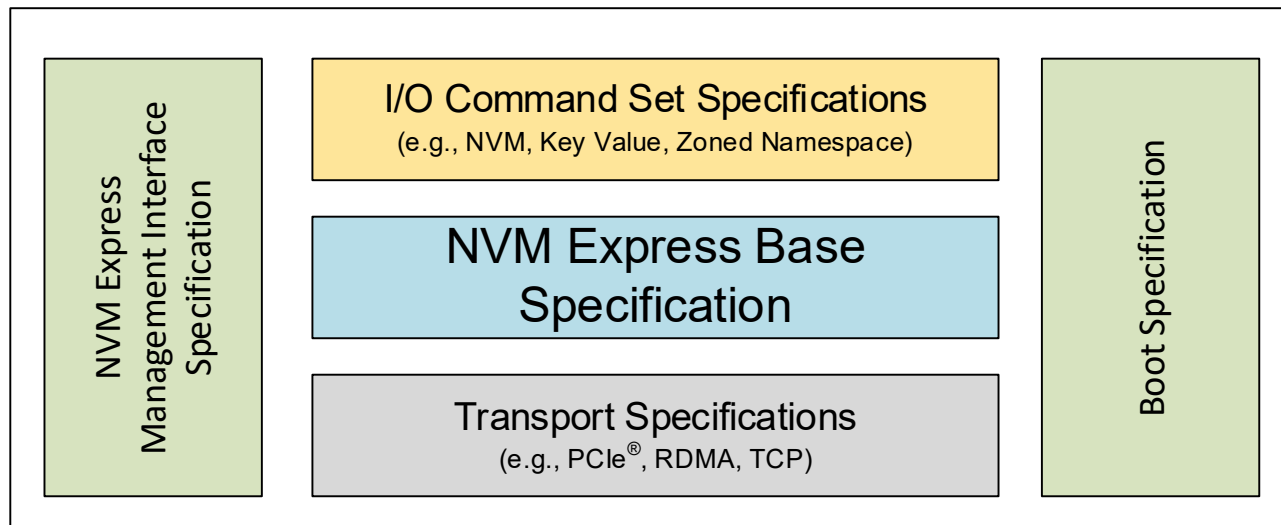 NVM Express
Management Interface
Specification
I/O Command Set Specifications
(e.g., NVM, Key Value, Zoned Namespace)
NVM Express Base
Specification
Transport Specifications
(e.g., PCIe®, RDMA, TCP)
Boot Specification